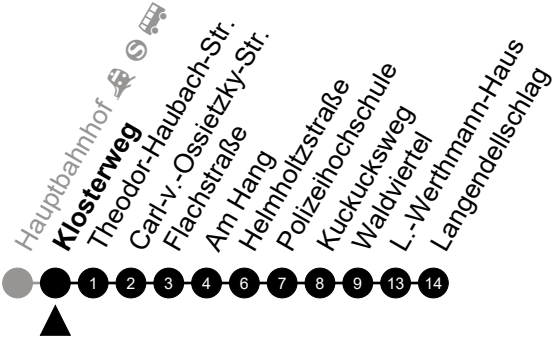 Hauptbahnhof S
Klosterweg
Theodor-Haubach-Str.
Carl-v.-Ossietzky-Str.
Flachstraße
Am Hang
Helmholtzstraße
Polizeihochschule
Kuckucksweg
Waldviertel
L.-Werthmann-Haus
Langendellschlag
1 2 3 4 6 7 8 9 13 14